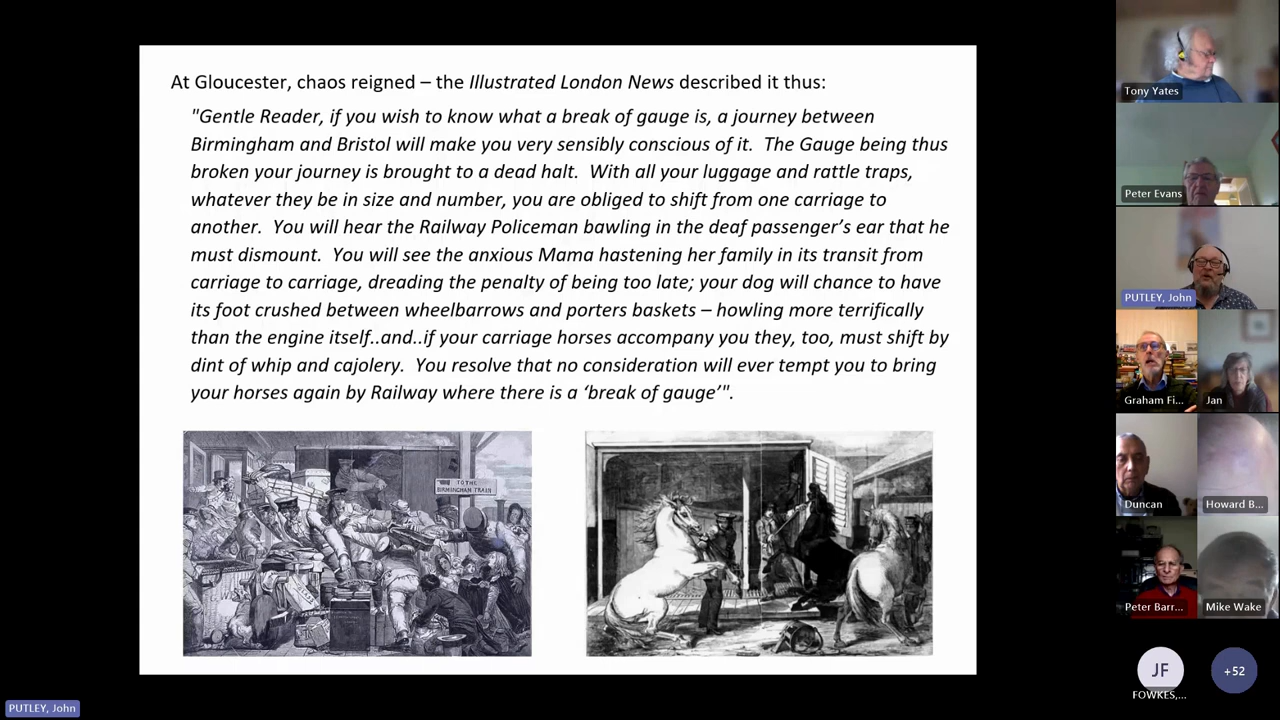 At Gloucester, chaos reigned – the Illustrated London News described it thus:
"Gentle Reader, if you wish to know what a break of gauge is, a journey between
Birmingham and Bristol will make you very sensibly conscious of it. The Gauge being thus
broken your journey is brought to a dead halt. With all your luggage and rattle traps,
whatever they be in size and number, you are obliged to shift from one carriage to
another. You will hear the Railway Policeman bawling in the deaf passenger's ear that he
must dismount. You will see the anxious Mama hastening her family in its transit from
carriage to carriage, dreading the penalty of being too late; your dog will chance to have
its foot crushed between wheelbarrows and porters baskets – howling more terrifically
than the engine itself..and..if your carriage horses accompany you they, too, must shift by
dint of whip and cajolery. You resolve that no consideration will ever tempt you to bring
your horses again by Railway where there is a ‘break of gauge’".
TO THE
BIRMINGHAM TRAIN
Tony Yates
Peter Evans
PUTLEY, John
Graham Fi...
Jan
Duncan
Howard B...
Peter Barr...
Mike Wake
JF
FOWKES,...
+52
PUTLEY, John